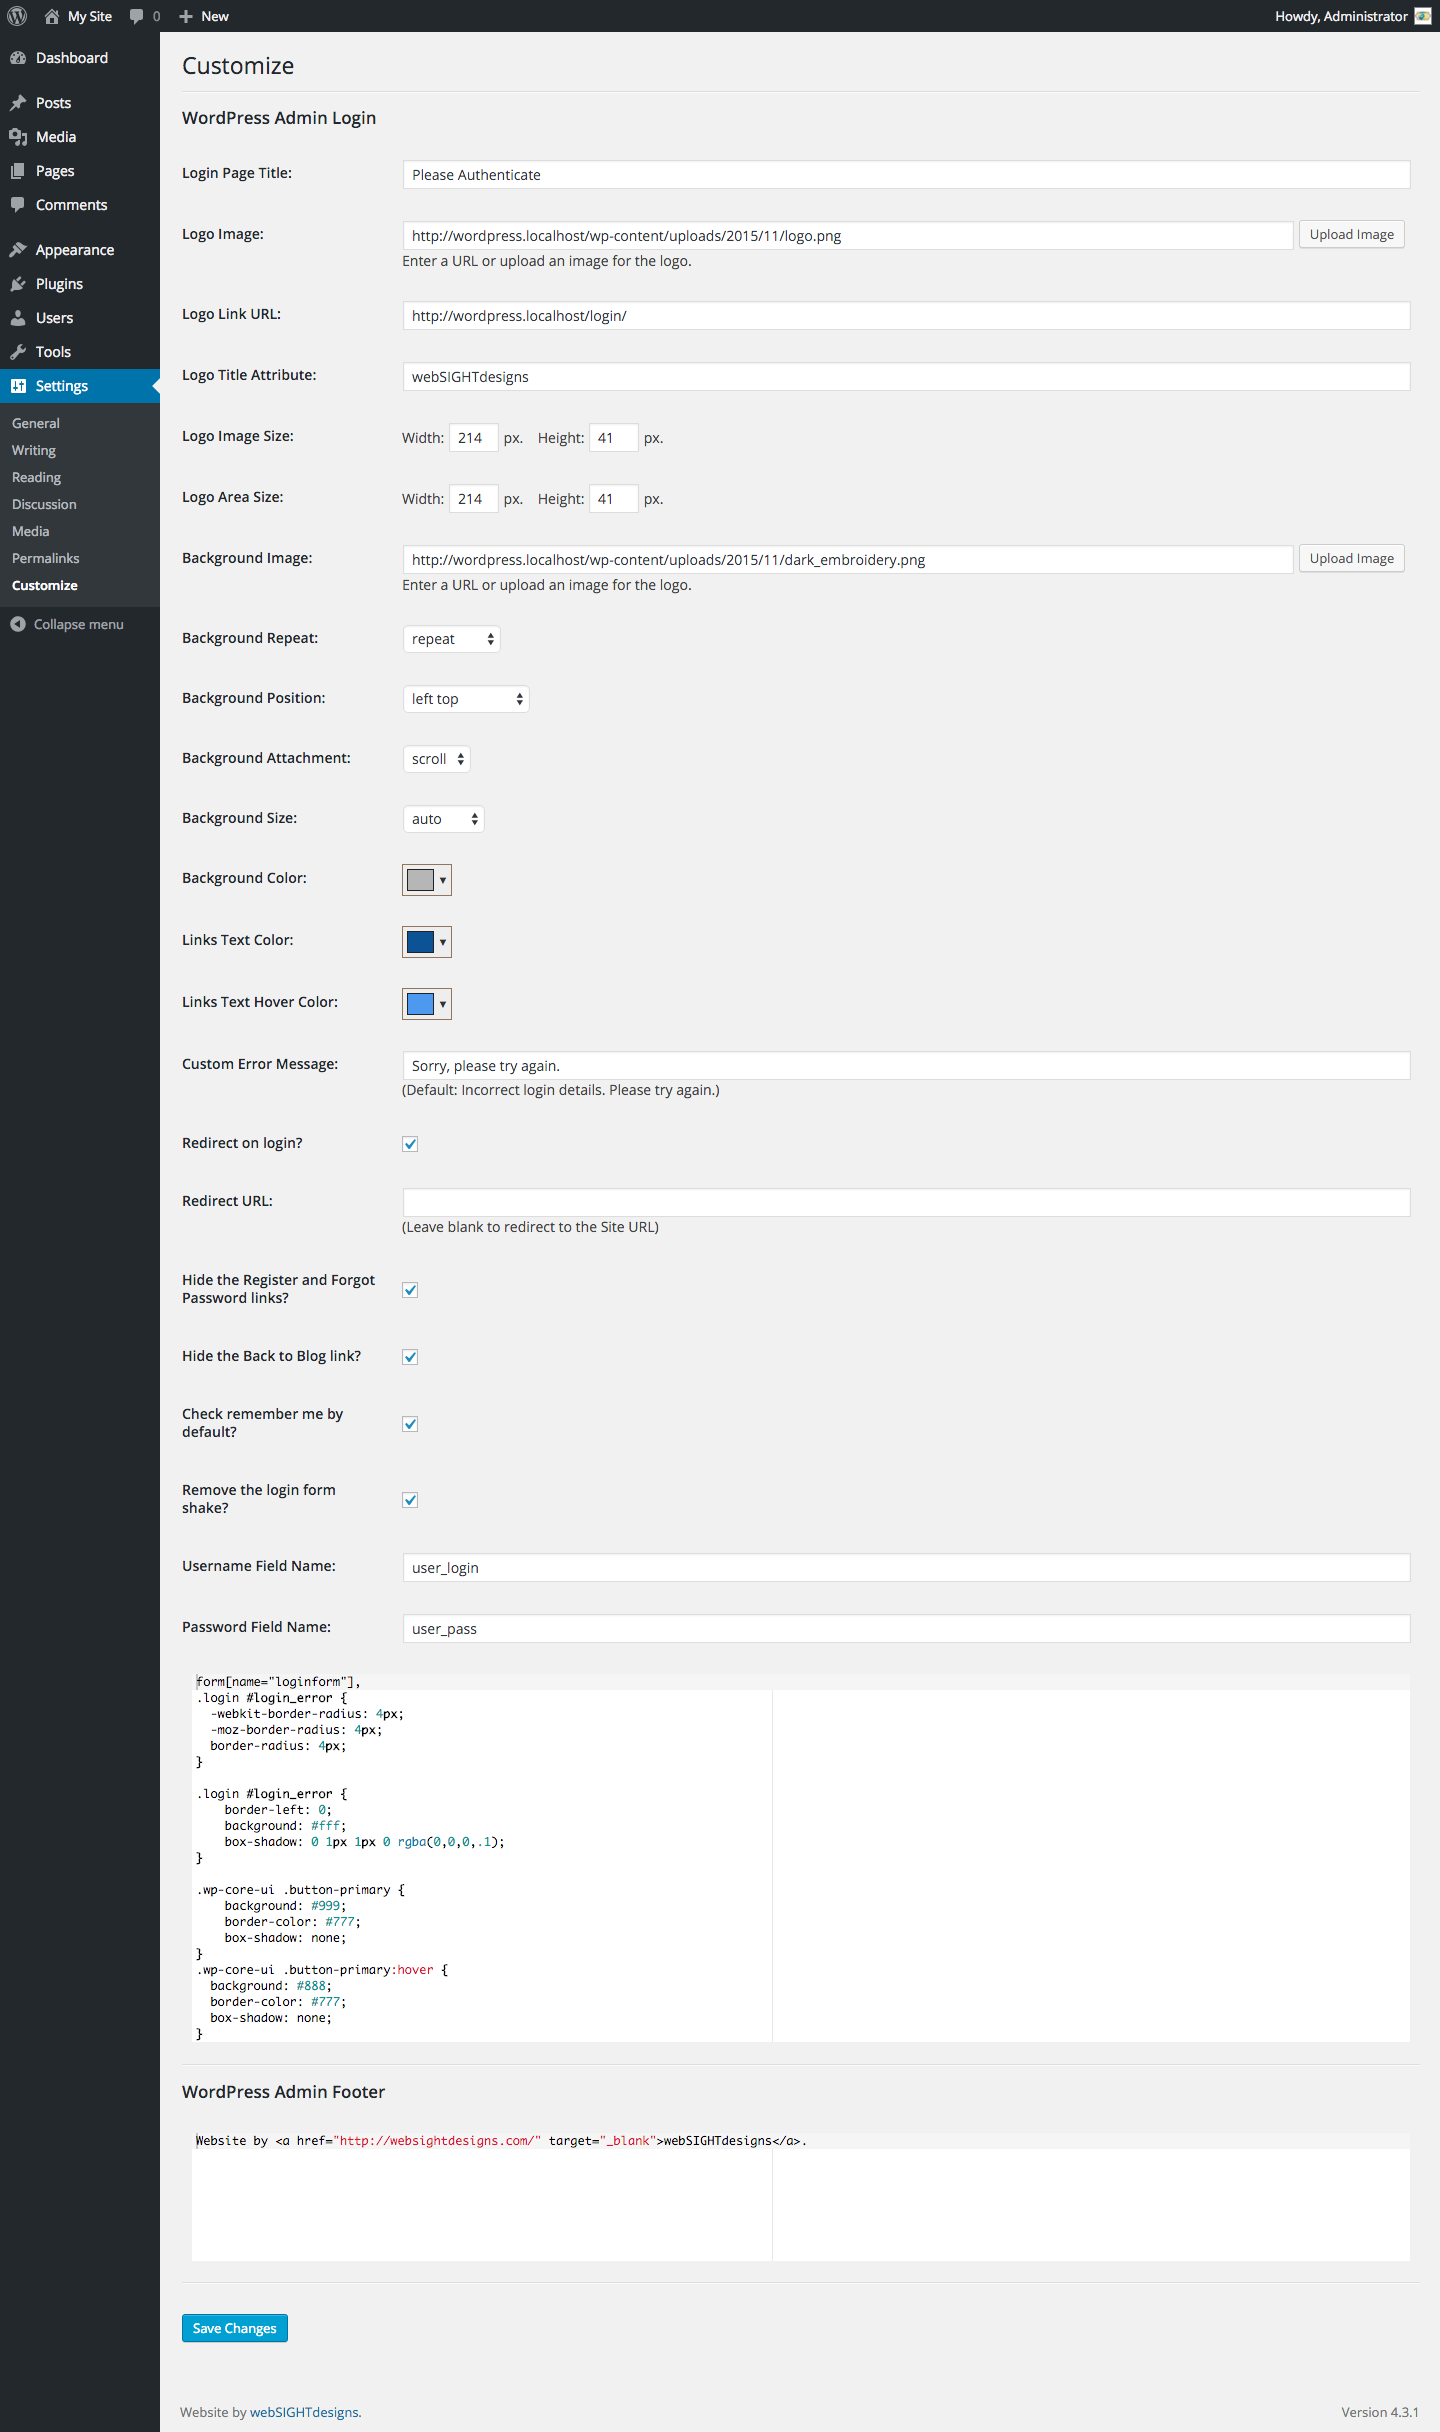 My Site
0
New
Howdy, Administrator
Dashboard
Posts
Media
Pages
Comments
Appearance
Plugins
Users
Tools
Settings
General
Writing
Reading
Discussion
Media
Permalinks
Customize
Collapse menu
Customize
WordPress Admin Login
Login Page Title:
Please Authenticate
Logo Image:
http://wordpress.localhost/wp-content/uploads/2015/11/logo.png
Upload Image
Enter a URL or upload an image for the logo.
Logo Link URL:
http://wordpress.localhost/login/
Logo Title Attribute:
webSIGHTdesigns
Logo Image Size:
Width: 214 px. Height: 41 px.
Logo Area Size:
Width: 214 px. Height: 41 px.
Background Image:
http://wordpress.localhost/wp-content/uploads/2015/11/dark_embroidery.png
Upload Image
Enter a URL or upload an image for the logo.
Background Repeat:
repeat
Background Position:
left top
Background Attachment:
scroll
Background Size:
auto
Background Color:
Links Text Color:
Links Text Hover Color:
Custom Error Message:
Sorry, please try again.
(Default: Incorrect login details. Please try again.)
Redirect on login?
Redirect URL:
(Leave blank to redirect to the Site URL)
Hide the Register and Forgot
Password links?
Hide the Back to Blog link?
Check remember me by
default?
Remove the login form
shake?
Username Field Name:
user_login
Password Field Name:
user_pass
form[name="loginform"],
.login #login_error {
-webkit-border-radius: 4px;
-moz-border-radius: 4px;
border-radius: 4px;
}
.login #login_error {
border-left: 0;
background: #fff;
box-shadow: 0 1px 1px 0 rgba(0,0,0,.1);
}
.wp-core-ui .button-primary {
background: #999;
border-color: #777;
box-shadow: none;
}
.wp-core-ui .button-primary:hover {
background: #888;
border-color: #777;
box-shadow: none;
}
WordPress Admin Footer
Website by <a href="http://websightdesigns.com/" target="_blank">webSIGHTdesigns</a>.
Save Changes
Website by webSIGHTdesigns.
Version 4.3.1